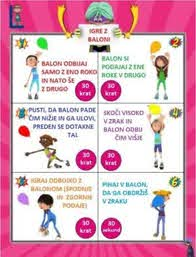 IGRE Z
BALONI
BALON ODBIJAJ
SAMO Z ENO ROKO
IN NATO ŠE
Z DRUGO
30
krat
BALON SI
PODAJAJ Z ENE
ROKE V DRUGO
30
krat
PUSTI, DA BALON PADE
ČIM NIŽJE IN GA ULOVI,
PREDEN SE DOTAKNE
TAL
30
krat
SKOČI VISOKO
V ZRAK IN
BALON ODBIJ
ČIM VIŠJE
30
krat
IGRAJ ODBOJKO Z
BALONOM (SPODNJE
IN ZGORNJE
PODAJE)
30
krat
PIHAJ V BALON,
DA GA OBDRŽIŠ
V ZRAKU
30
sekund